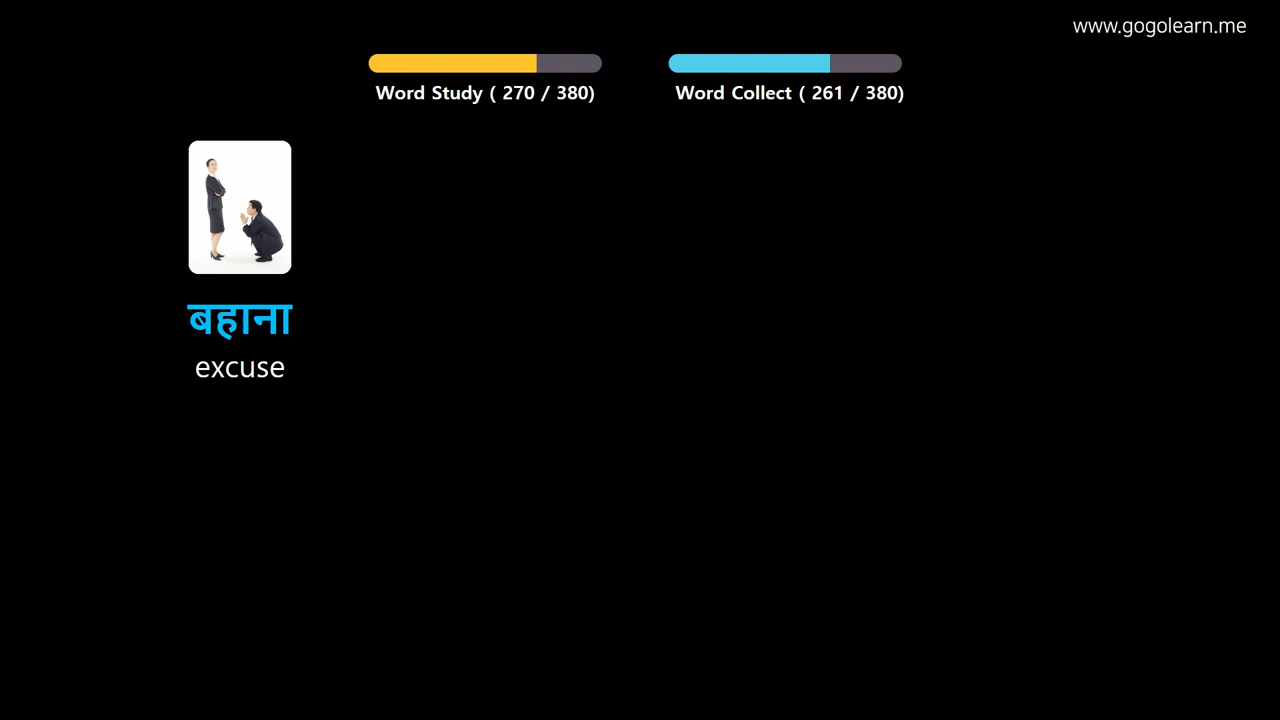 www.gogolearn.me
Word Study ( 270 / 380)
Word Collect ( 261 / 380)
बहाना
excuse